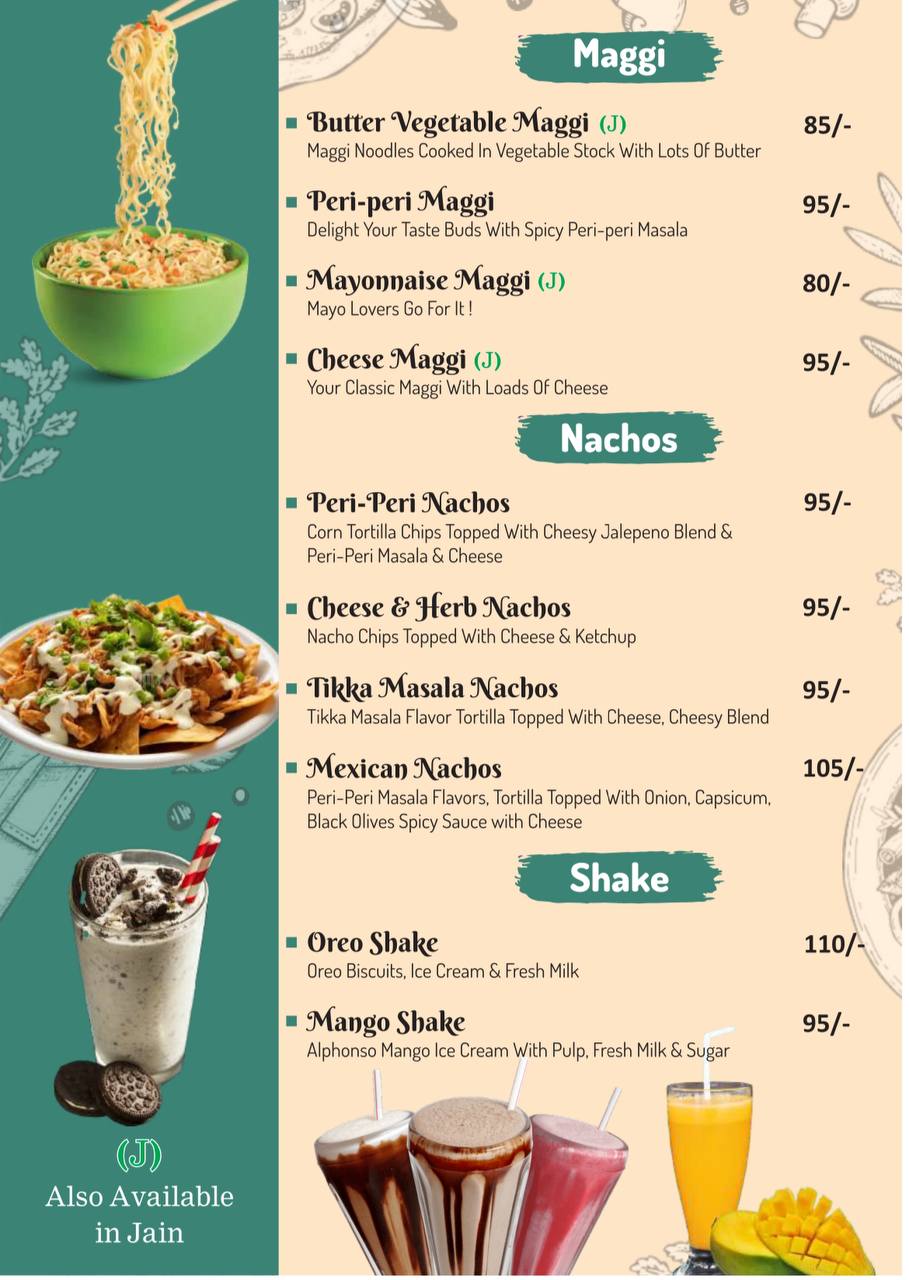 Maggi
Butter Vegetable Maggi (J) 85/-
Maggi Noodles Cooked In Vegetable Stock With Lots Of Butter
Peri-peri Maggi 95/-
Delight Your Taste Buds With Spicy Peri-peri Masala
Mayonnaise Maggi (J) 80/-
Mayo Lovers Go For It !
Cheese Maggi (J) 95/-
Your Classic Maggi With Loads Of Cheese
Nachos
Peri-Peri Nachos 95/-
Corn Tortilla Chips Topped With Cheesy Jalepeno Blend &
Peri-Peri Masala & Cheese
Cheese & Herb Nachos 95/-
Nacho Chips Topped With Cheese & Ketchup
Tikka Masala Nachos 95/-
Tikka Masala Flavor Tortilla Topped With Cheese, Cheesy Blend
Mexican Nachos 105/-
Peri-Peri Masala Flavors, Tortilla Topped With Onion, Capsicum,
Black Olives Spicy Sauce with Cheese
Shake
Oreo Shake 110/-
Oreo Biscuits, Ice Cream & Fresh Milk
Mango Shake 95/-
Alphonso Mango Ice Cream With Pulp, Fresh Milk & Sugar
(J)
Also Available
in Jain